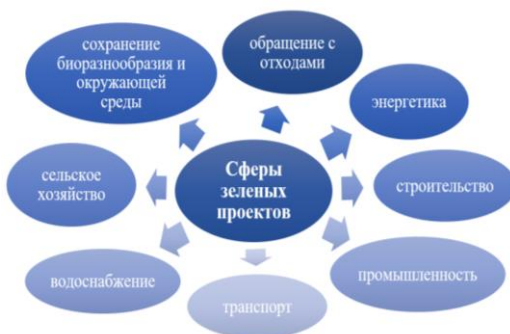 сохранение
биоразнообразия и
окружающей
среды
обращение с
отходами
энергетика
сельское
хозяйство
Сферы
зеленых
проектов
строительство
водоснабжение
транспорт
промышленность